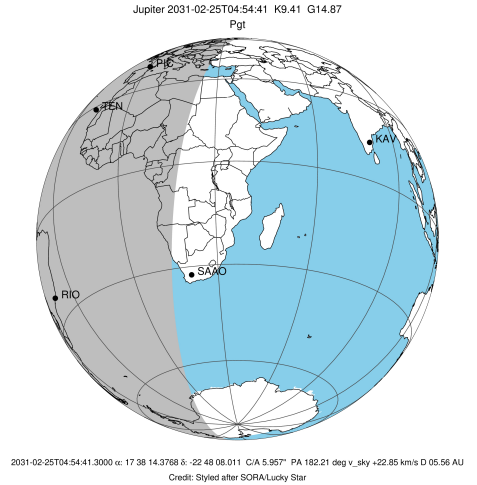 Jupiter 2031-02-25T04:54:41  K9.41  G14.87
Pgt
PIC
TEN
KAV
SAAO
RIO
2031-02-25T04:54:41.3000 α: 17 38 14.3768 δ: -22 48 08.011  C/A 5.957"  PA 182.21 deg v_sky +22.85 km/s D 05.56 AU
Credit: Styled after SORA/Lucky Star